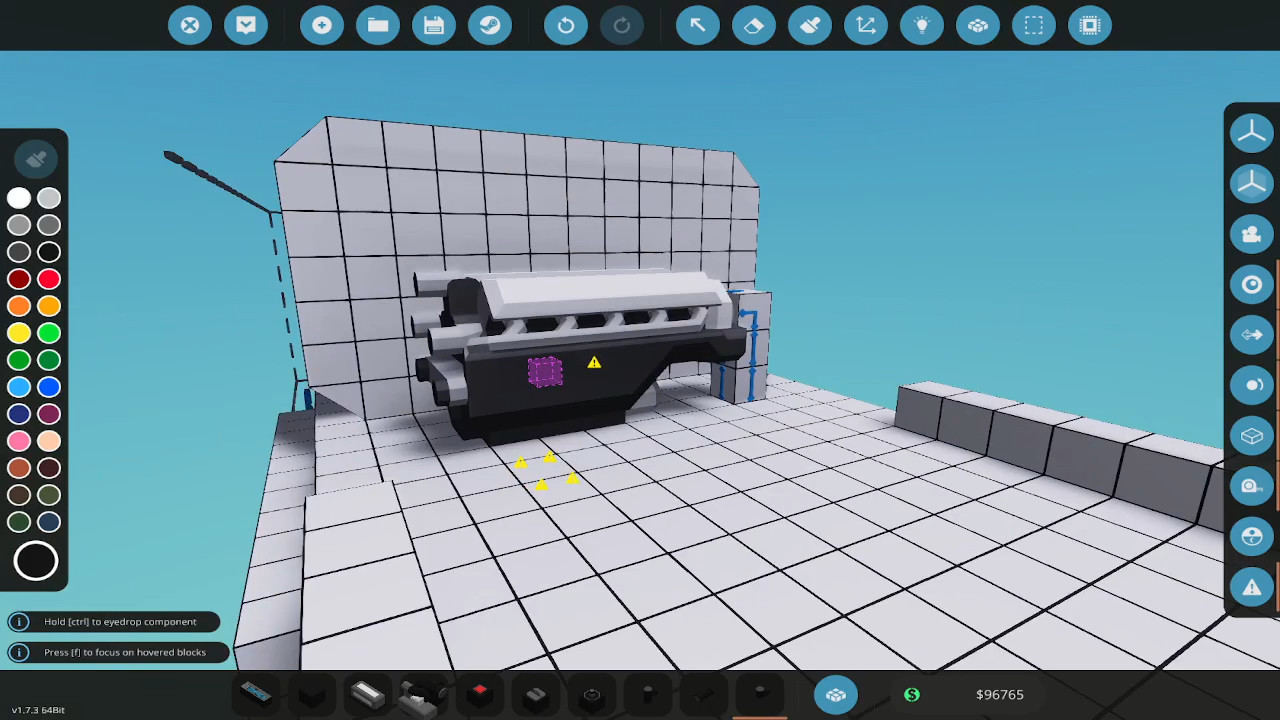 Hold [ctrl] to eyedrop component
Press [f] to focus on hovered blocks
v1.7.3 64Bit
$96765